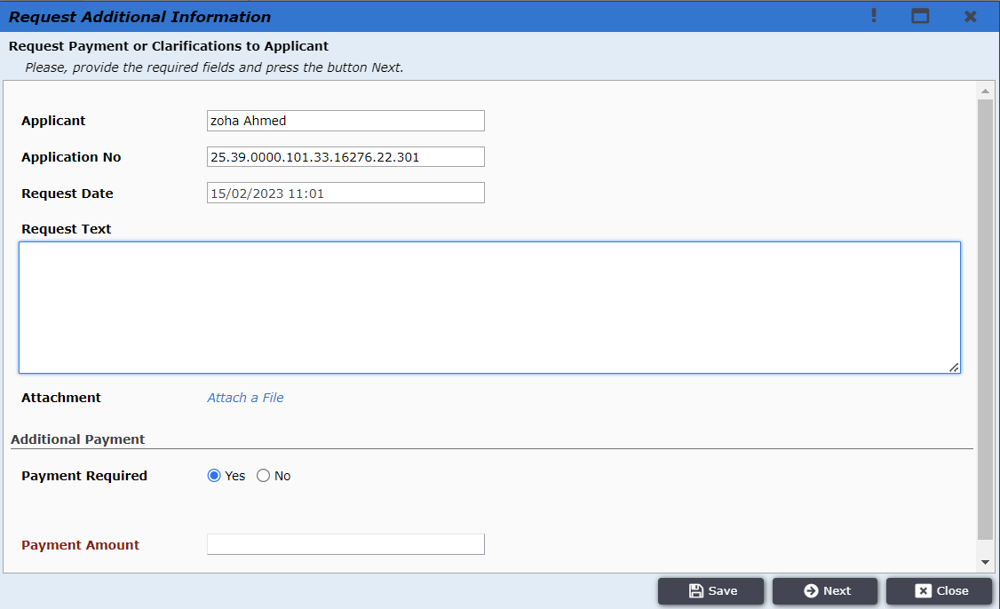 Request Additional Information
Request Payment or Clarifications to Applicant
Please, provide the required fields and press the button Next.
Applicant zoha Ahmed
Application No 25.39.0000.101.33.16276.22.301
Request Date 15/02/2023 11:01
Request Text
Attachment Attach a File
Additional Payment
Payment Required Yes No
Payment Amount
Save Next Close